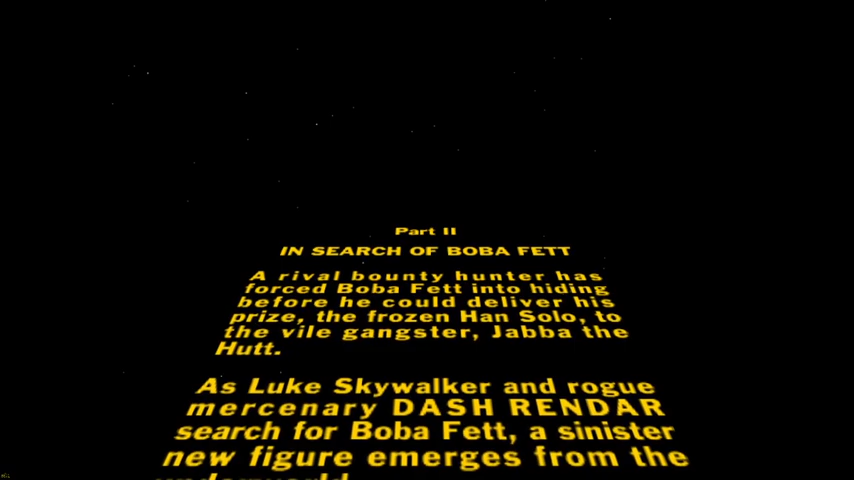 Part II
IN SEARCH OF BOBA FETT
A rival bounty hunter has
forced Boba Fett into hiding
before he could deliver his
prize, the frozen Han Solo, to
the vile gangster, Jabba the
Hutt.
As Luke Skywalker and rogue
mercenary DASH RENDAR
search for Boba Fett, a sinister
new figure emerges from the